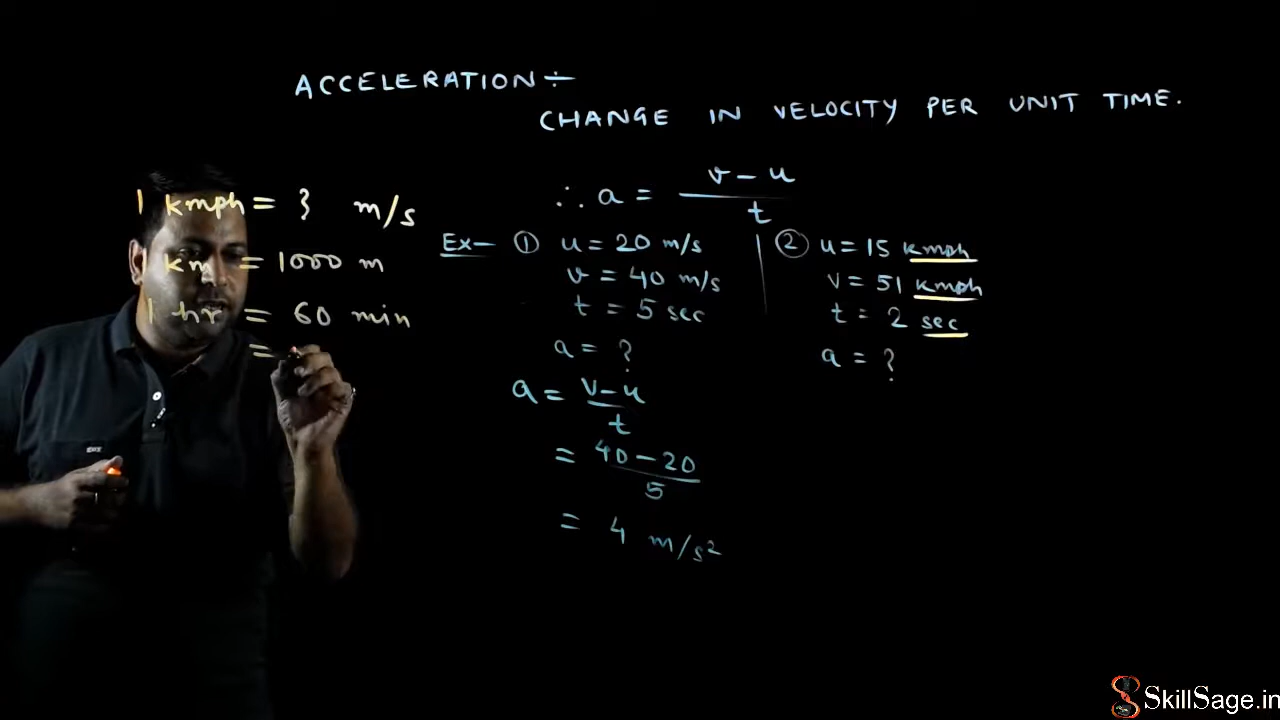 ACCELERATION ÷
CHANGE IN VELOCITY PER UNIT TIME.
∴ a = v - u / t
1 kmph = ? m/s
1 km = 1000 m
1 hr = 60 min
=
Ex- ① u = 20 m/s
v = 40 m/s
t = 5 sec
a = ?
a = v - u / t
= 40 - 20 / 5
= 4 m/s²
② u = 15 kmph
v = 51 kmph
t = 2 sec
a = ?
SkillSage.in